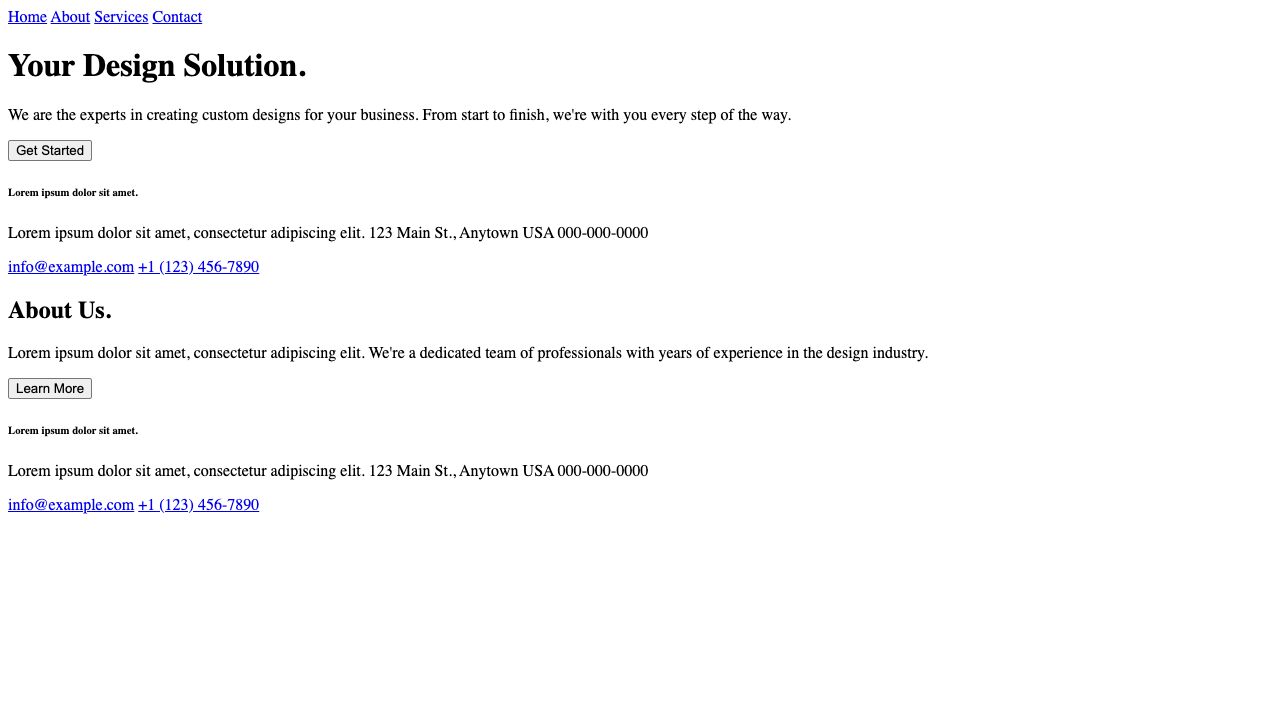 Home About Services Contact
Your Design Solution.
We are the experts in creating custom designs for your business. From start to finish, we're with you every step of the way.
Get Started
Lorem ipsum dolor sit amet.
Lorem ipsum dolor sit amet, consectetur adipiscing elit. 123 Main St., Anytown USA 000-000-0000
info@example.com +1 (123) 456-7890
About Us.
Lorem ipsum dolor sit amet, consectetur adipiscing elit. We're a dedicated team of professionals with years of experience in the design industry.
Learn More
Lorem ipsum dolor sit amet.
Lorem ipsum dolor sit amet, consectetur adipiscing elit. 123 Main St., Anytown USA 000-000-0000
info@example.com +1 (123) 456-7890